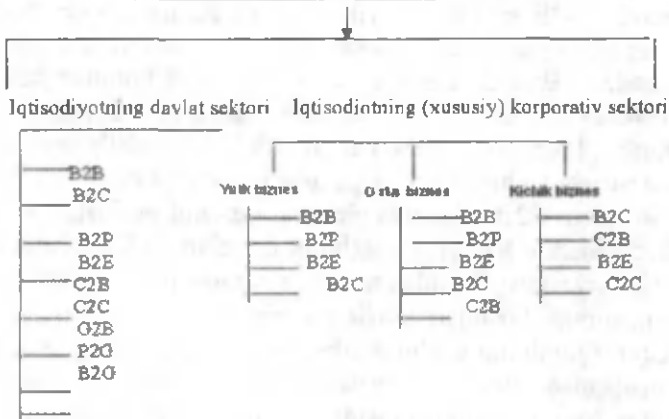 Iqtisodiyotning davlat sektori
Iqtisodiotning (xususiy) korporativ sektori
B2B
B2C
B2P
B2E
C2B
C2C
G2B
P2G
B2G
Yirik biznes
B2B
B2P
B2E
B2C
O'rta biznes
B2B
B2P
B2E
B2C
C2B
Kichik biznes
B2C
C2B
B2E
C2C